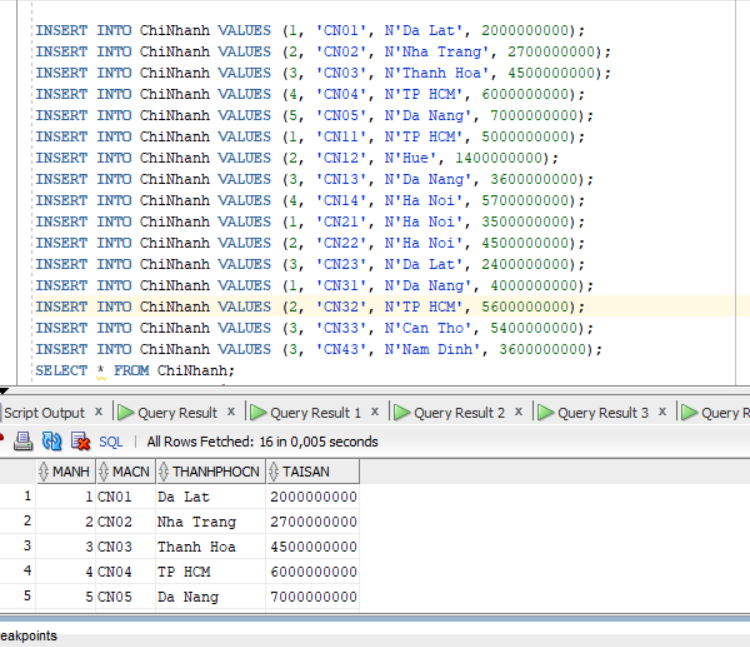 INSERT INTO ChiNhanh VALUES (1, 'CN01', N'Da Lat', 2000000000);
INSERT INTO ChiNhanh VALUES (2, 'CN02', N'Nha Trang', 2700000000);
INSERT INTO ChiNhanh VALUES (3, 'CN03', N'Thanh Hoa', 4500000000);
INSERT INTO ChiNhanh VALUES (4, 'CN04', N'TP HCM', 6000000000);
INSERT INTO ChiNhanh VALUES (5, 'CN05', N'Da Nang', 7000000000);
INSERT INTO ChiNhanh VALUES (1, 'CN11', N'TP HCM', 5000000000);
INSERT INTO ChiNhanh VALUES (2, 'CN12', N'Hue', 1400000000);
INSERT INTO ChiNhanh VALUES (3, 'CN13', N'Da Nang', 3600000000);
INSERT INTO ChiNhanh VALUES (4, 'CN14', N'Ha Noi', 5700000000);
INSERT INTO ChiNhanh VALUES (1, 'CN21', N'Ha Noi', 3500000000);
INSERT INTO ChiNhanh VALUES (2, 'CN22', N'Ha Noi', 4500000000);
INSERT INTO ChiNhanh VALUES (3, 'CN23', N'Da Lat', 2400000000);
INSERT INTO ChiNhanh VALUES (1, 'CN31', N'Da Nang', 4000000000);
INSERT INTO ChiNhanh VALUES (2, 'CN32', N'TP HCM', 5600000000);
INSERT INTO ChiNhanh VALUES (3, 'CN33', N'Can Tho', 5400000000);
INSERT INTO ChiNhanh VALUES (3, 'CN43', N'Nam Dinh', 3600000000);
SELECT * FROM ChiNhanh;
Script Output x Query Result x Query Result 1 x Query Result 2 x Query Result 3 x Query R
SQL | All Rows Fetched: 16 in 0,005 seconds
MANH MACN THANHPHOCN TAISAN
1 1 CN01 Da Lat 2000000000
2 2 CN02 Nha Trang 2700000000
3 3 CN03 Thanh Hoa 4500000000
4 4 CN04 TP HCM 6000000000
5 5 CN05 Da Nang 7000000000
eakpoints